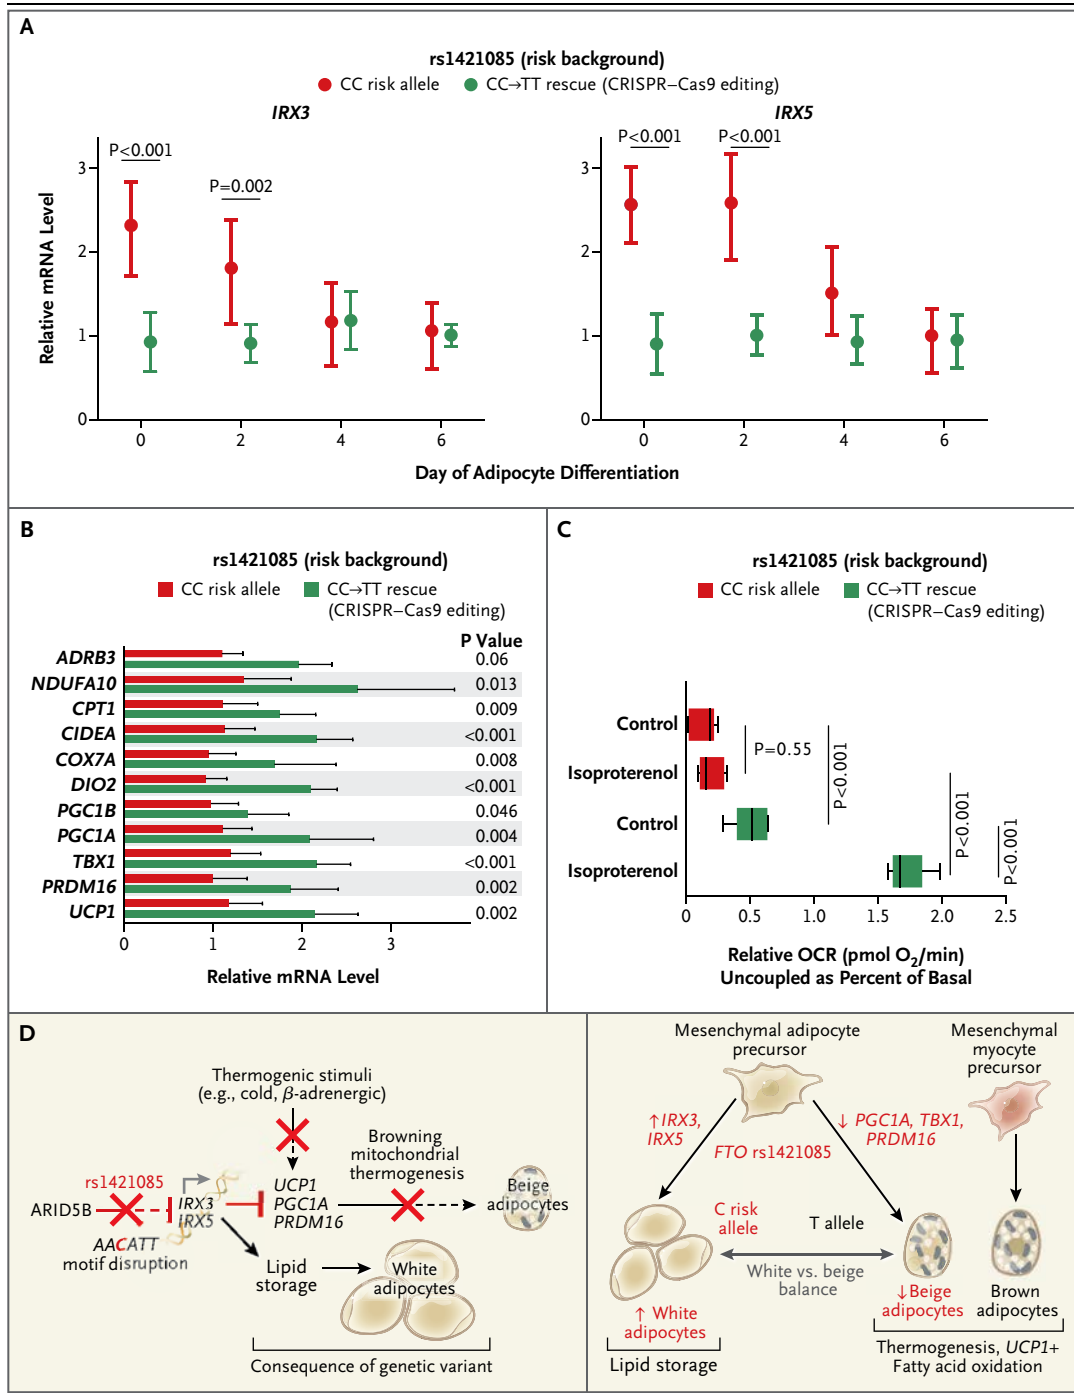 A
rs1421085 (risk background)
CC risk allele
CC→TT rescue (CRISPR–Cas9 editing)
IRX3
IRX5
P<0.001
P=0.002
P<0.001
P<0.001
Relative mRNA Level
3
2
1
0
0
2
4
6
3
2
1
0
0
2
4
6
Day of Adipocyte Differentiation
B
rs1421085 (risk background)
CC risk allele
CC→TT rescue
(CRISPR–Cas9 editing)
P Value
ADRB3
0.06
NDUFA10
0.013
CPT1
0.009
CIDEA
<0.001
COX7A
0.008
DIO2
<0.001
PGC1B
0.046
PGC1A
0.004
TBX1
<0.001
PRDM16
0.002
UCP1
0.002
0
1
2
3
Relative mRNA Level
C
rs1421085 (risk background)
CC risk allele
CC→TT rescue
(CRISPR–Cas9 editing)
Control
Isoproterenol
Control
Isoproterenol
P=0.55
P<0.001
P<0.001
P<0.001
0
0.5
1.0
1.5
2.0
2.5
Relative OCR (pmol O₂/min)
Uncoupled as Percent of Basal
D
Thermogenic stimuli
(e.g., cold, β-adrenergic)
Browning
mitochondrial
thermogenesis
rs1421085
ARID5B
IRX3
IRX5
UCP1
PGC1A
PRDM16
Beige
adipocytes
AACATT
motif disruption
Lipid
storage
White
adipocytes
Consequence of genetic variant
Mesenchymal adipocyte
precursor
Mesenchymal
myocyte
precursor
↑IRX3,
IRX5
↓ PGC1A, TBX1,
PRDM16
FTO rs1421085
C risk
allele
T allele
White vs. beige
balance
↑ White
adipocytes
↓Beige
adipocytes
Brown
adipocytes
Lipid storage
Thermogenesis, UCP1+
Fatty acid oxidation